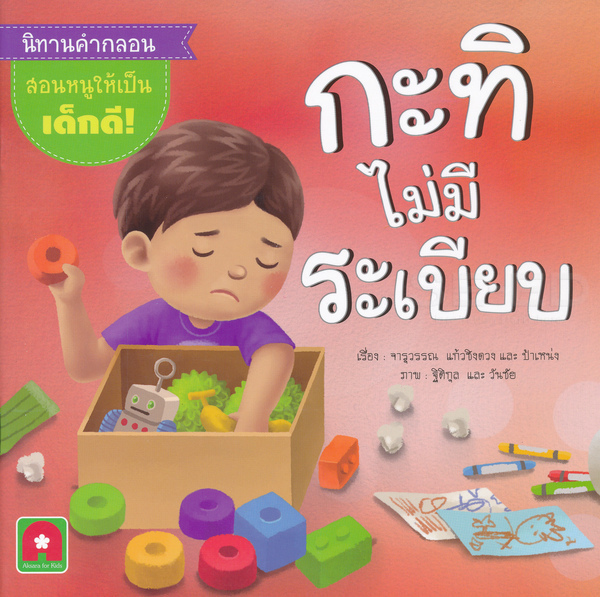 นิทานคำกลอน
สอนหนูให้เป็น
เด็กดี!
กะทิ
ไม่มี
ระเบียบ
เรื่อง : จารุวรรณ แก้วชิงดวง และ ป้าเหน่ง
ภาพ : ฐิติกูล และ วันชัย
Aksara for Kids